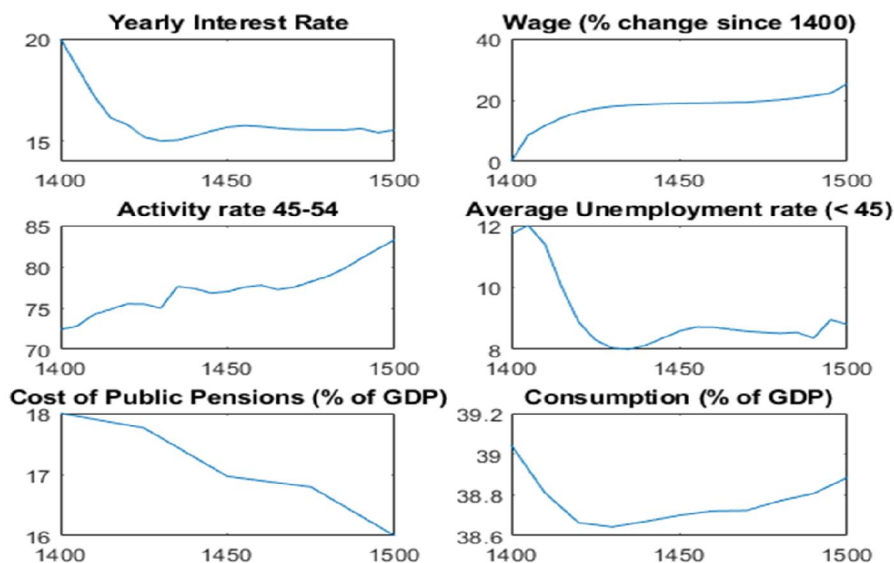 Yearly Interest Rate
20
15
1400 1450 1500
Wage (% change since 1400)
40
20
0
1400 1450 1500
Activity rate 45-54
85
80
75
70
1400 1450 1500
Average Unemployment rate (< 45)
12
10
8
1400 1450 1500
Cost of Public Pensions (% of GDP)
18
17
16
1400 1450 1500
Consumption (% of GDP)
39.2
39
38.8
38.6
1400 1450 1500